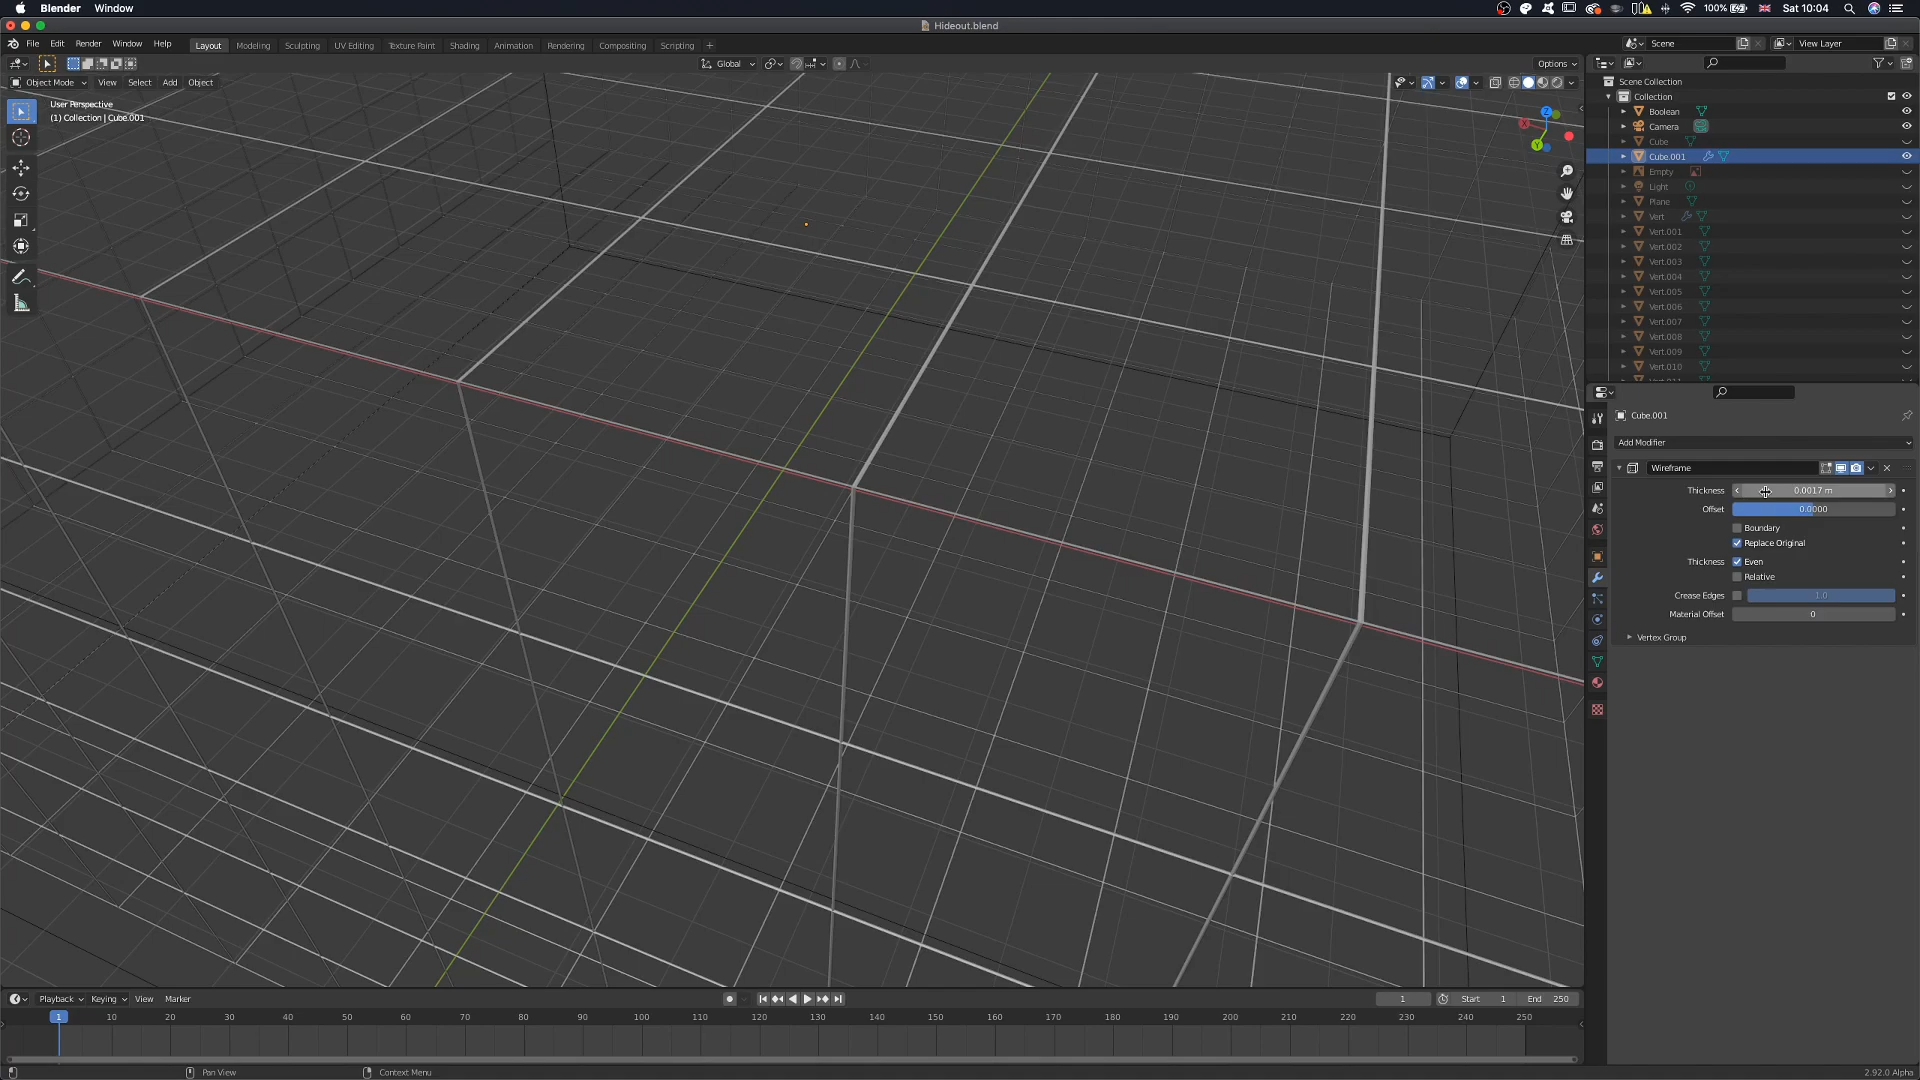 Blender Window
100% Sat 10:04
Hideout.blend
File Edit Render Window Help
Layout Modeling Sculpting UV Editing Texture Paint Shading Animation Rendering Compositing Scripting +
Scene View Layer
Global Options
Object Mode View Select Add Object
Scene Collection
Collection
User Perspective
(1) Collection | Cube.001
Boolean
Camera
Cube
Cube.001
Empty
Light
Plane
Vert
Vert.001
Vert.002
Vert.003
Vert.004
Vert.005
Vert.006
Vert.007
Vert.008
Vert.009
Vert.010
X Y Z
Cube.001
Add Modifier
Wireframe
Thickness 0.0017 m
Offset 0.0000
Boundary
Replace Original
Thickness Even
Relative
Crease Edges 1.0
Material Offset 0
Vertex Group
Playback Keying View Marker
1 Start 1 End 250
1 10 20 30 40 50 60 70 80 90 100 110 120 130 140 150 160 170 180 190 200 210 220 230 240 250
Pan View Context Menu
2.92.0 Alpha